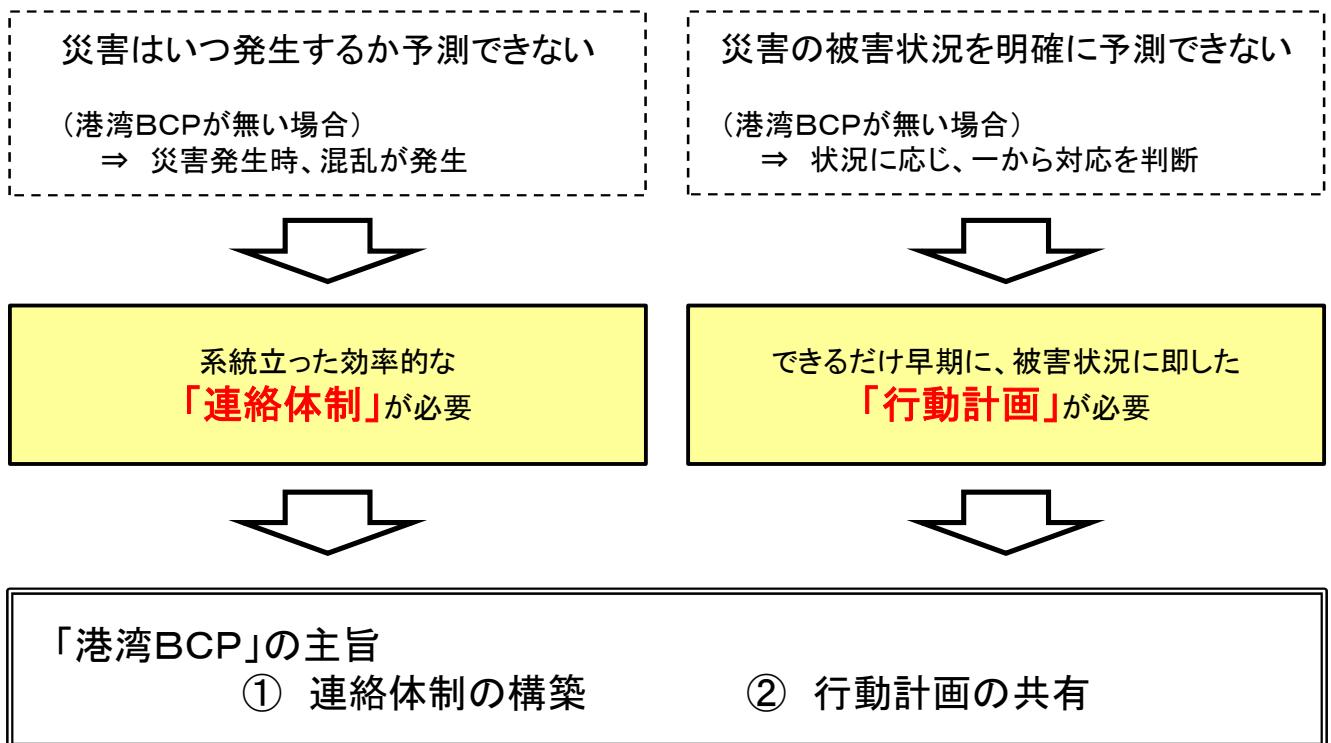 災害はいつ発生するか予測できない
(港湾BCPが無い場合)
⇒ 災害発生時、混乱が発生
災害の被害状況を明確に予測できない
(港湾BCPが無い場合)
⇒ 状況に応じ、一から対応を判断
系統立った効率的な
「連絡体制」が必要
できるだけ早期に、被害状況に即した
「行動計画」が必要
「港湾BCP」の主旨
① 連絡体制の構築 ② 行動計画の共有